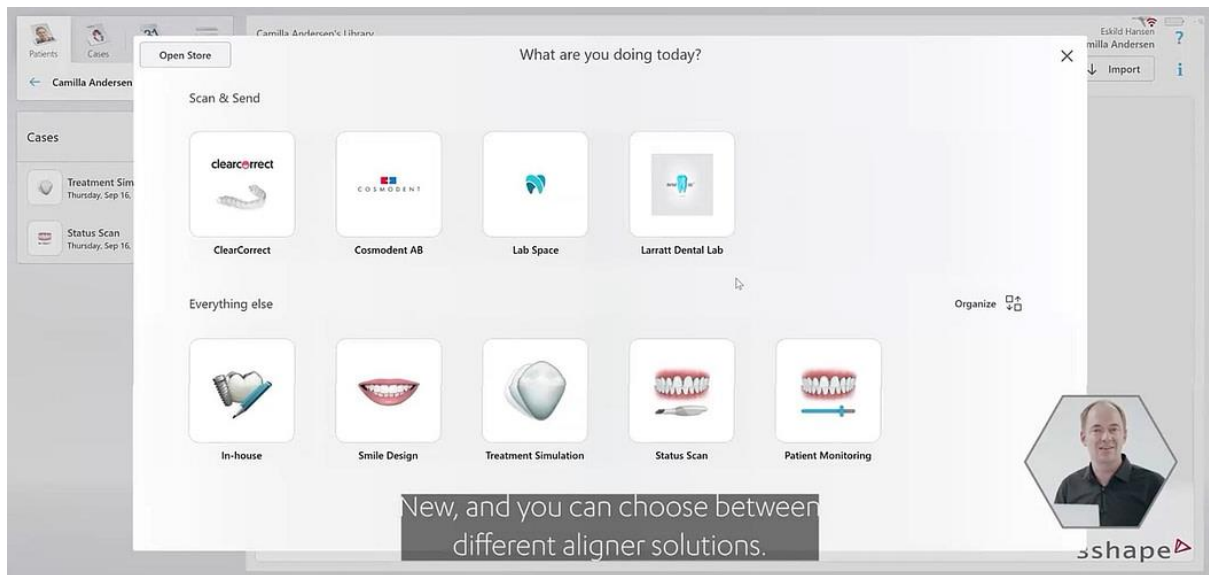 Patients
Cases
31
Camilla Andersen's Library
Eskild Hansen
milla Andersen
?
← Camilla Andersen
↓ Import
i
Open Store
What are you doing today?
×
Cases
Treatment Sim
Thursday, Sep 16,
Status Scan
Thursday, Sep 16,
Scan & Send
clearcorrect
COSMODENT
ClearCorrect
Cosmodent AB
Lab Space
Larratt Dental Lab
Everything else
Organize
In-house
Smile Design
Treatment Simulation
Status Scan
Patient Monitoring
New, and you can choose between
different aligner solutions.
3shape